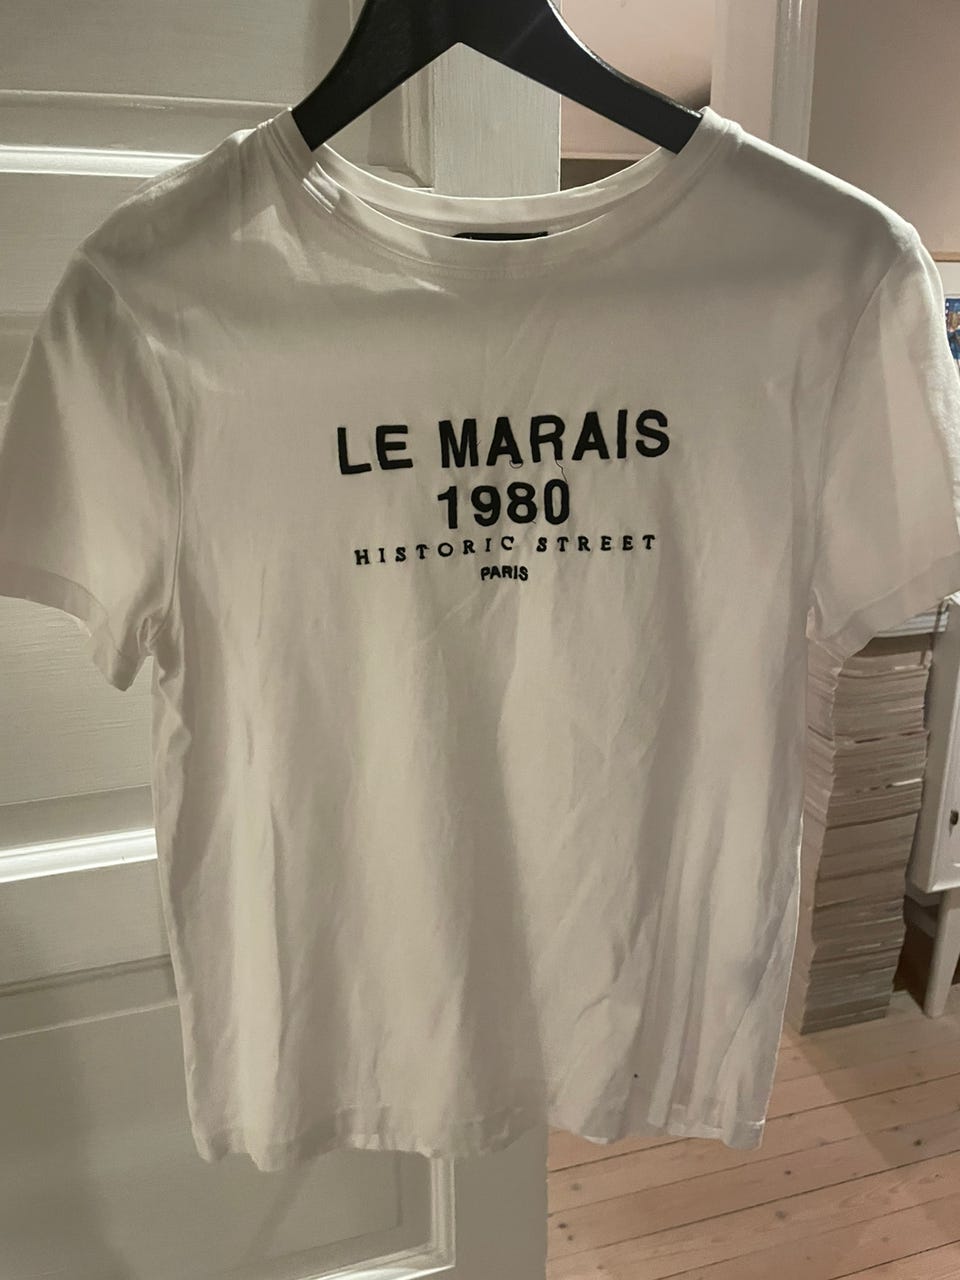 LE MARAIS
1980
HISTORIC STREET
PARIS